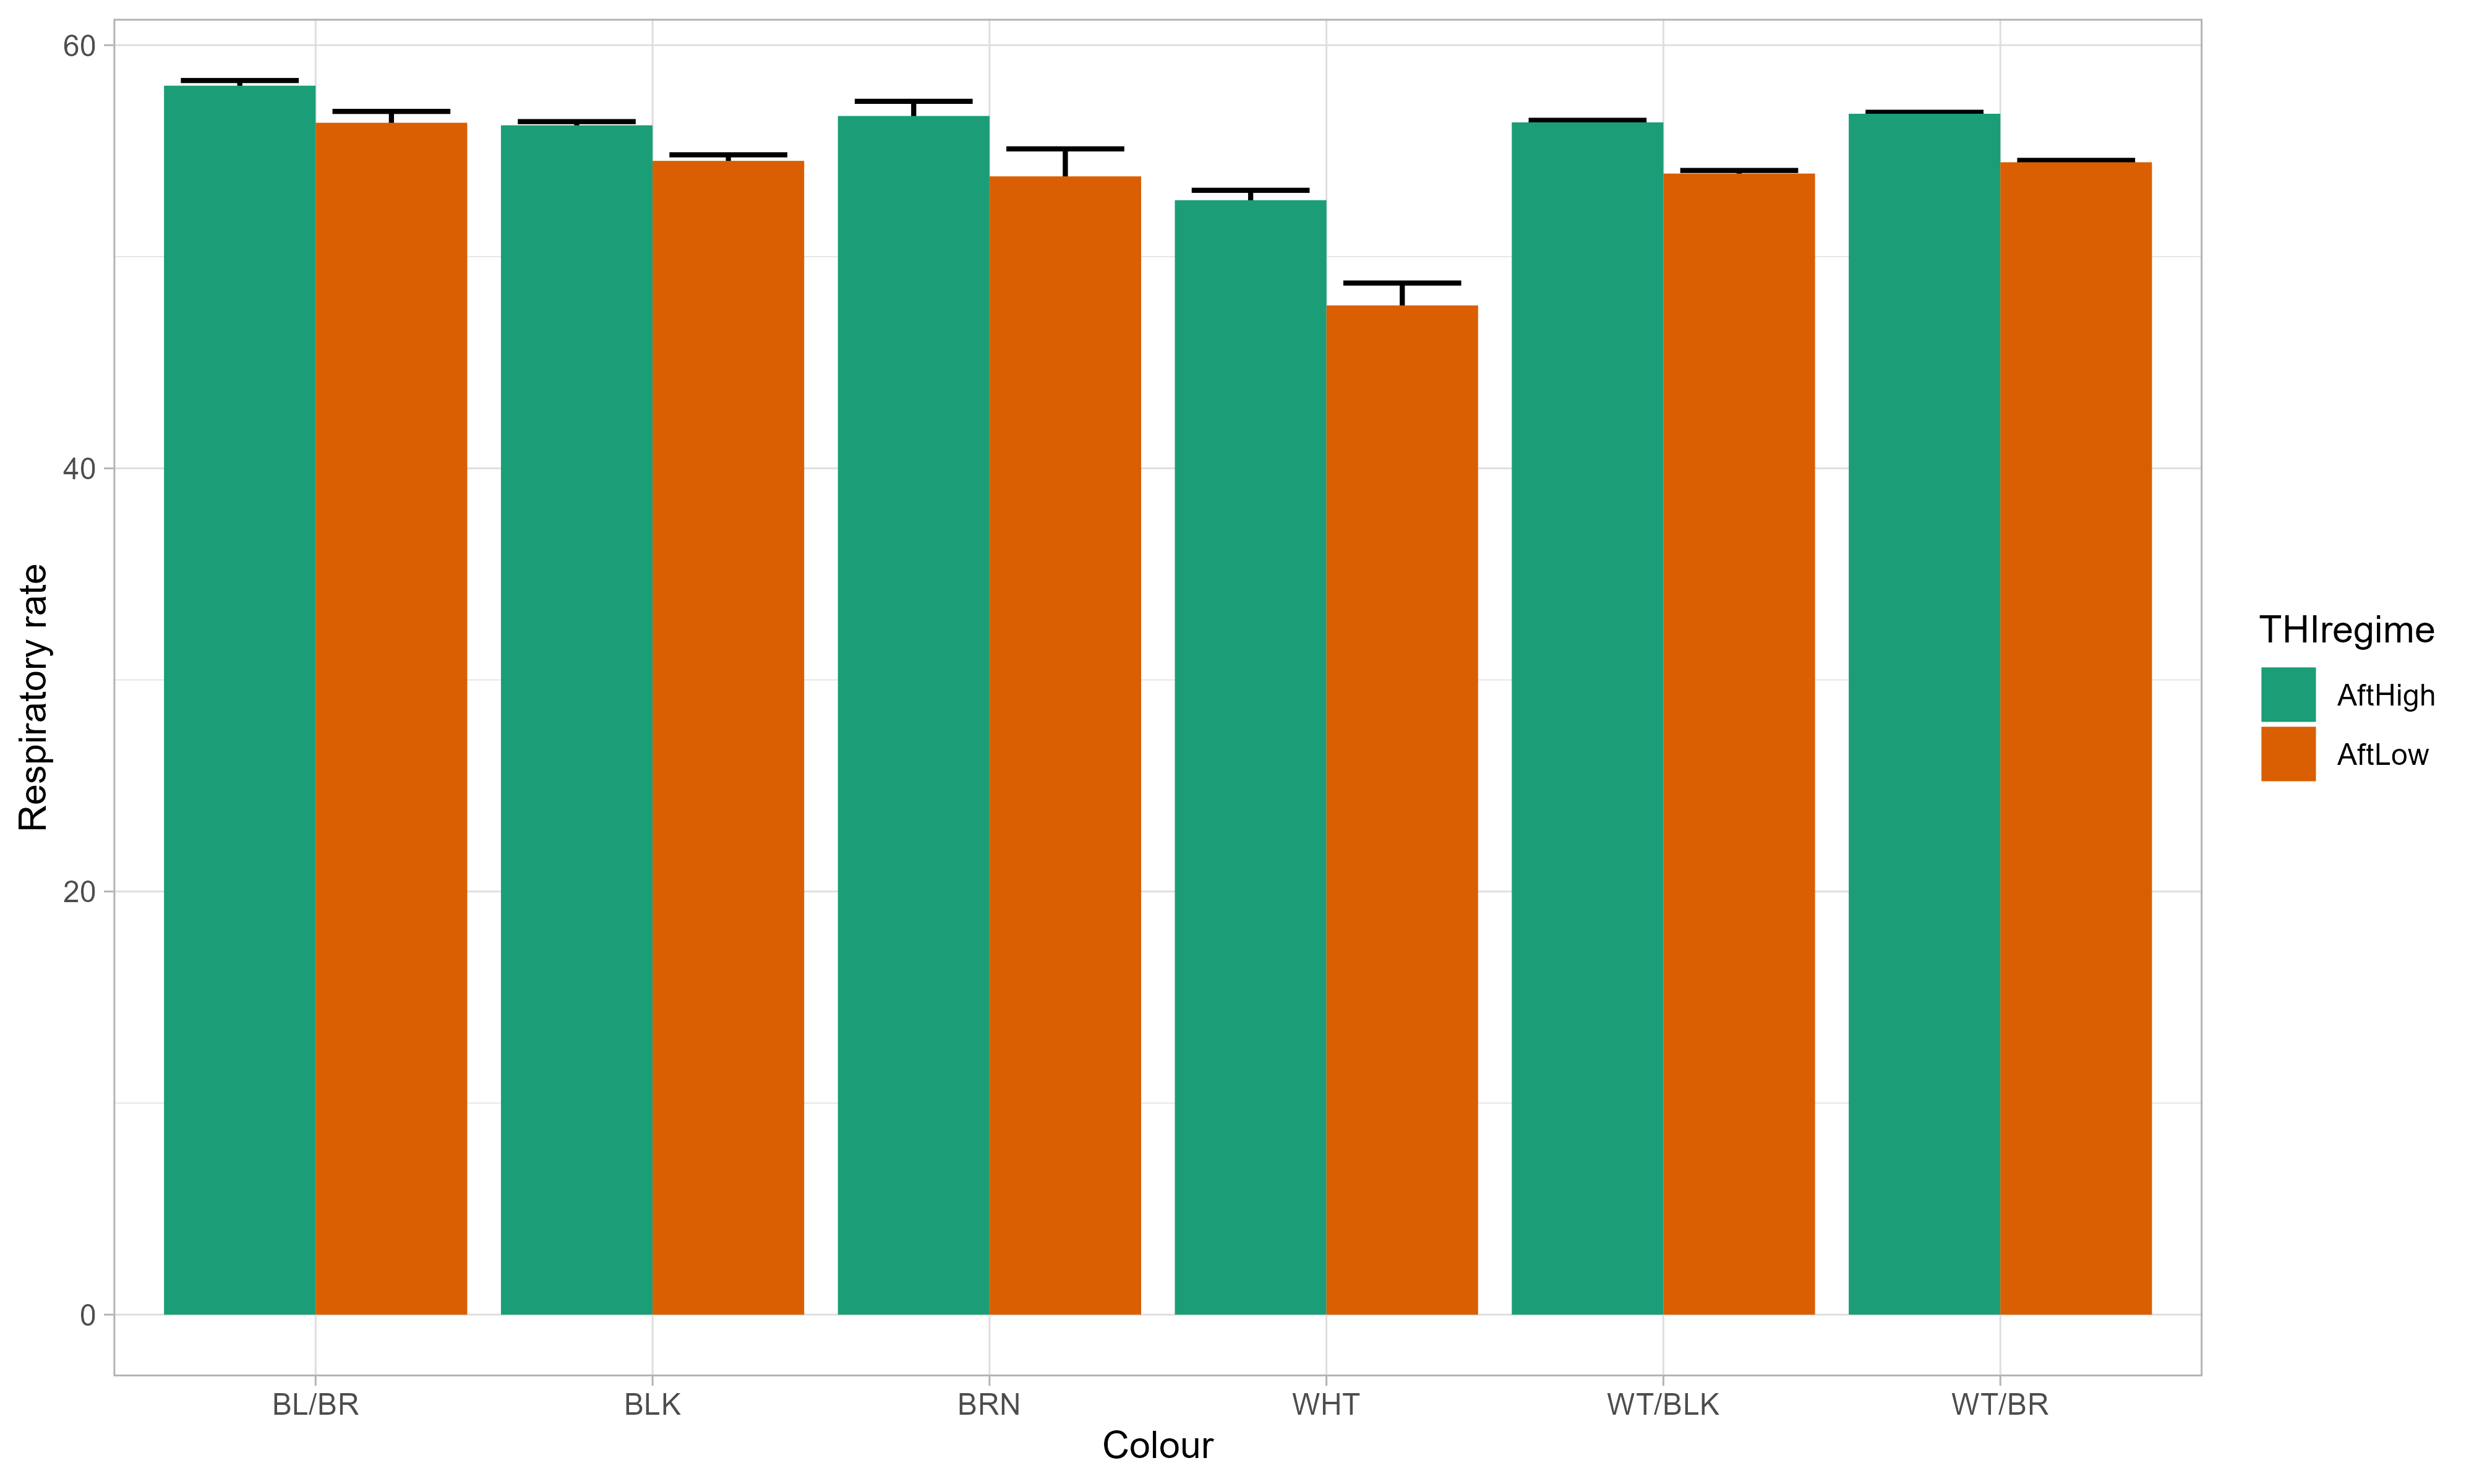 60
40
20
0
Respiratory rate
BL/BR BLK BRN WHT WT/BLK WT/BR
Colour
THIregime
AftHigh
AftLow